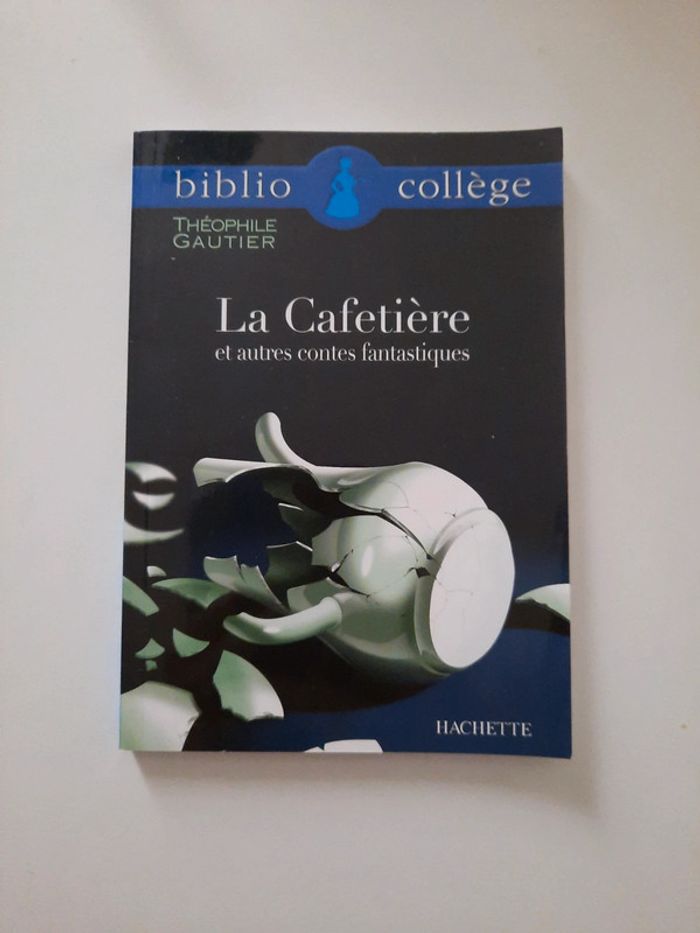 biblio collège
THÉOPHILE
GAUTIER
La Cafetière
et autres contes fantastiques
HACHETTE